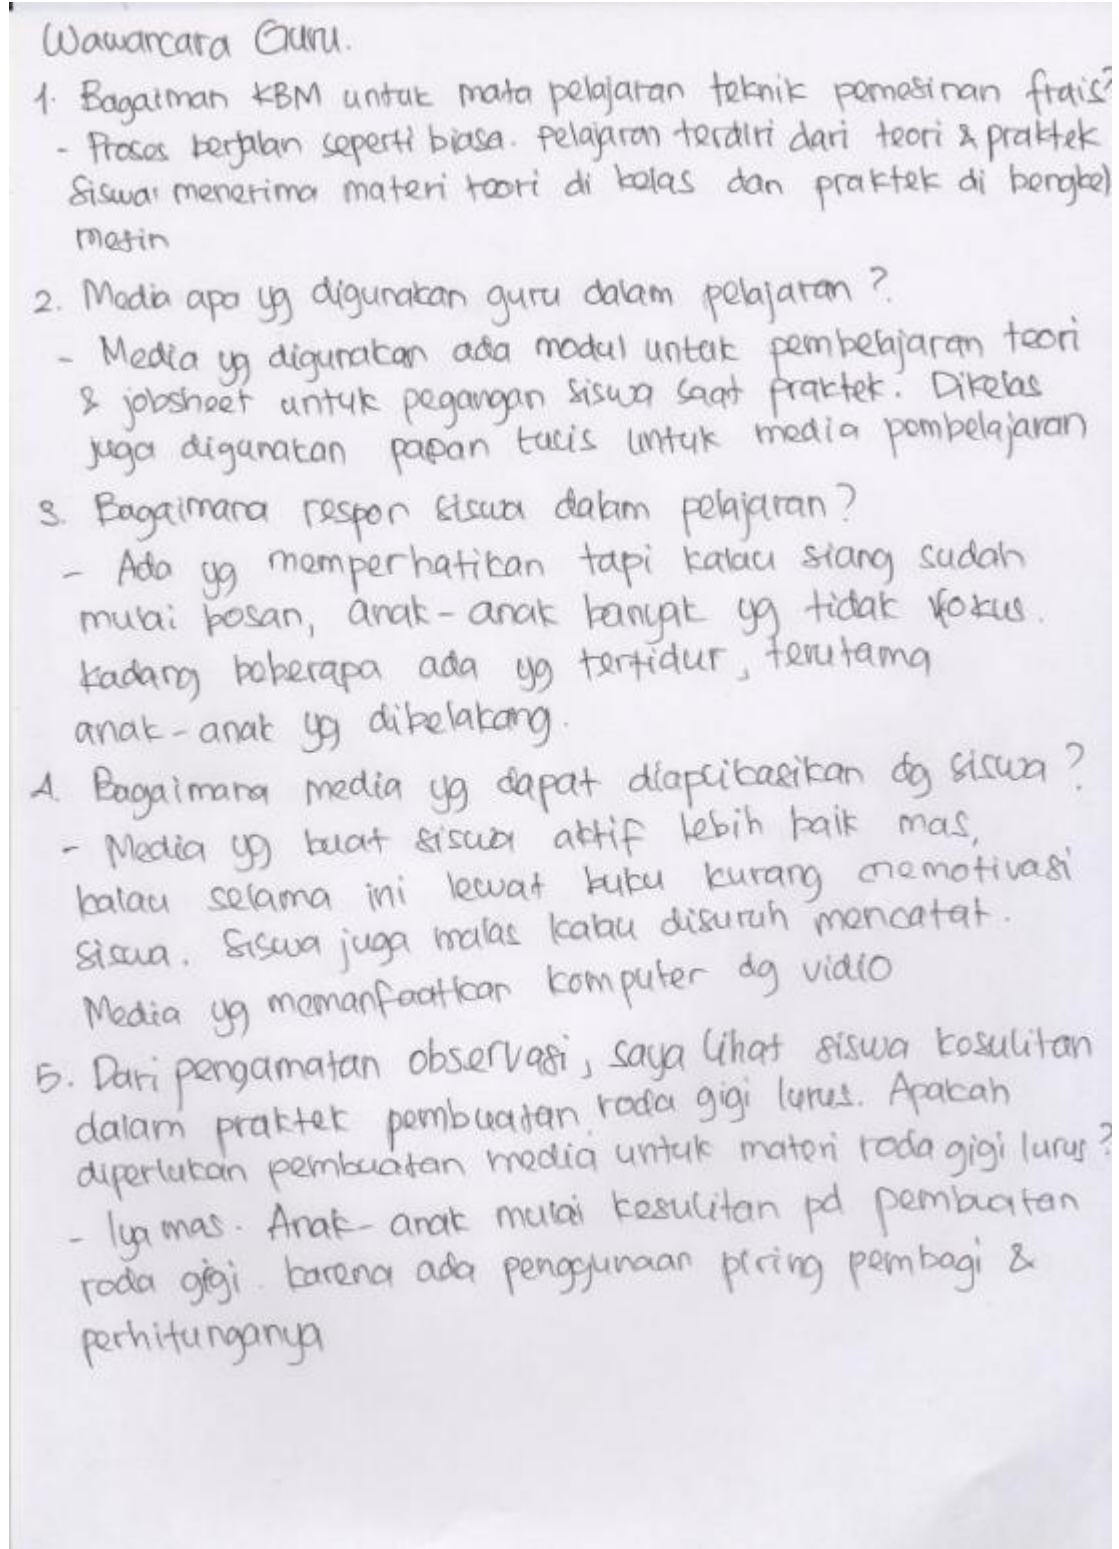 Wawancara Guru.
1. Bagaiman KBM untuk mata pelajaran teknik pemesinan frais?
- Proses berjalan seperti biasa. Pelajaran terdiri dari teori & praktek
Siswa menerima materi teori di kelas dan praktek di bengkel
mesin
2. Media apa yg digunakan guru dalam pelajaran?
- Media yg digunakan ada modul untuk pembelajaran teori
& jobsheet untuk pegangan siswa saat praktek. Dikelas
juga digunakan papan tulis untuk media pembelajaran
3. Bagaimana respon siswa dalam pelajaran?
- Ada yg memperhatikan tapi kalau siang sudah
mulai bosan, anak-anak banyak yg tidak fokus.
kadang beberapa ada yg tertidur, terutama
anak-anak yg dibelakang.
4. Bagaimana media yg dapat diaplikasikan dg siswa?
- Media yg buat siswa aktif lebih baik mas,
kalau selama ini lewat buku kurang memotivasi
siswa. Siswa juga malas kalau disuruh mencatat.
Media yg memanfaatkan komputer dg vidio
5. Dari pengamatan observasi, saya lihat siswa kesulitan
dalam praktek pembuatan roda gigi lurus. Apakah
diperlukan pembuatan media untuk materi roda gigi lurus?
- Iya mas. Anak-anak mulai kesulitan pd pembuatan
roda gigi. karena ada penggunaan piring pembagi &
perhitunganya